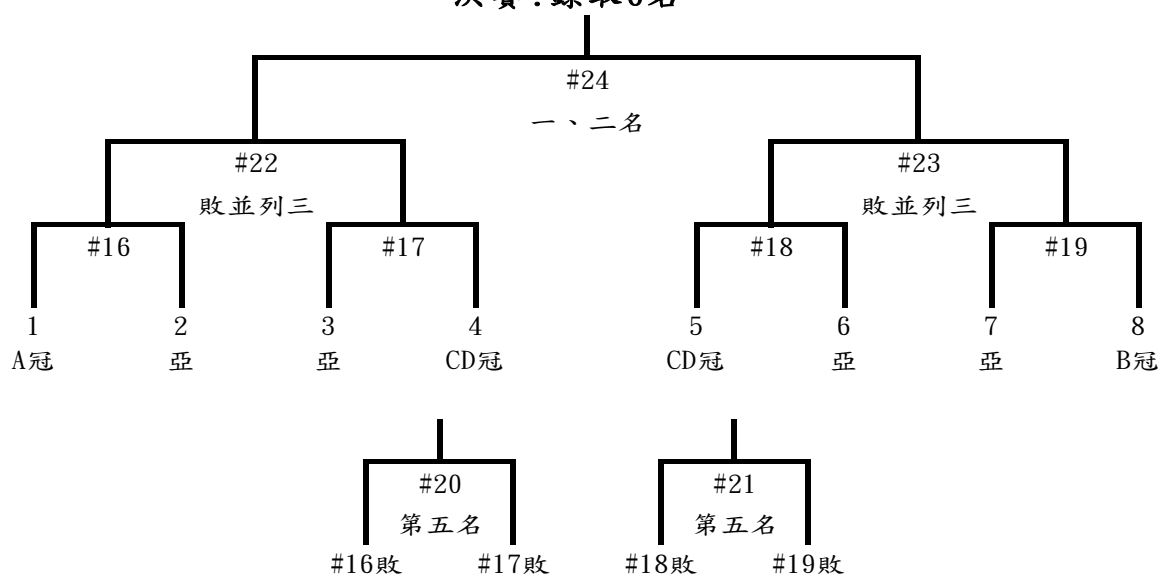 決賽:錄取6名
#24
一、二名
#22 #23
敗並列三 敗並列三
#16 #17 #18 #19
1 2 3 4 5 6 7 8
A冠 亞 亞 CD冠 CD冠 亞 亞 B冠
#20 #21
第五名 第五名
#16敗 #17敗 #18敗 #19敗